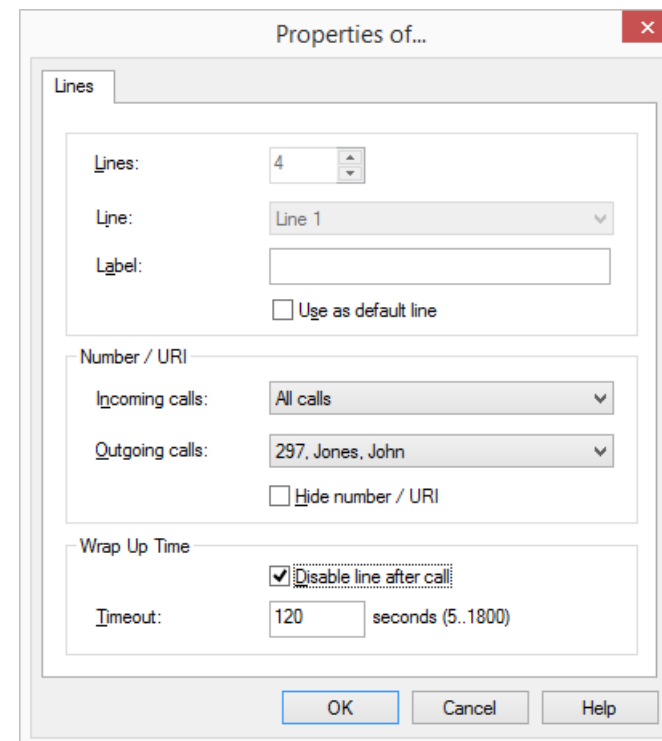 Properties of...
Lines
Lines:
4
Line:
Line 1
Label:
Use as default line
Number / URI
Incoming calls:
All calls
Outgoing calls:
297, Jones, John
Hide number / URI
Wrap Up Time
Disable line after call
Timeout:
120
seconds (5..1800)
OK
Cancel
Help